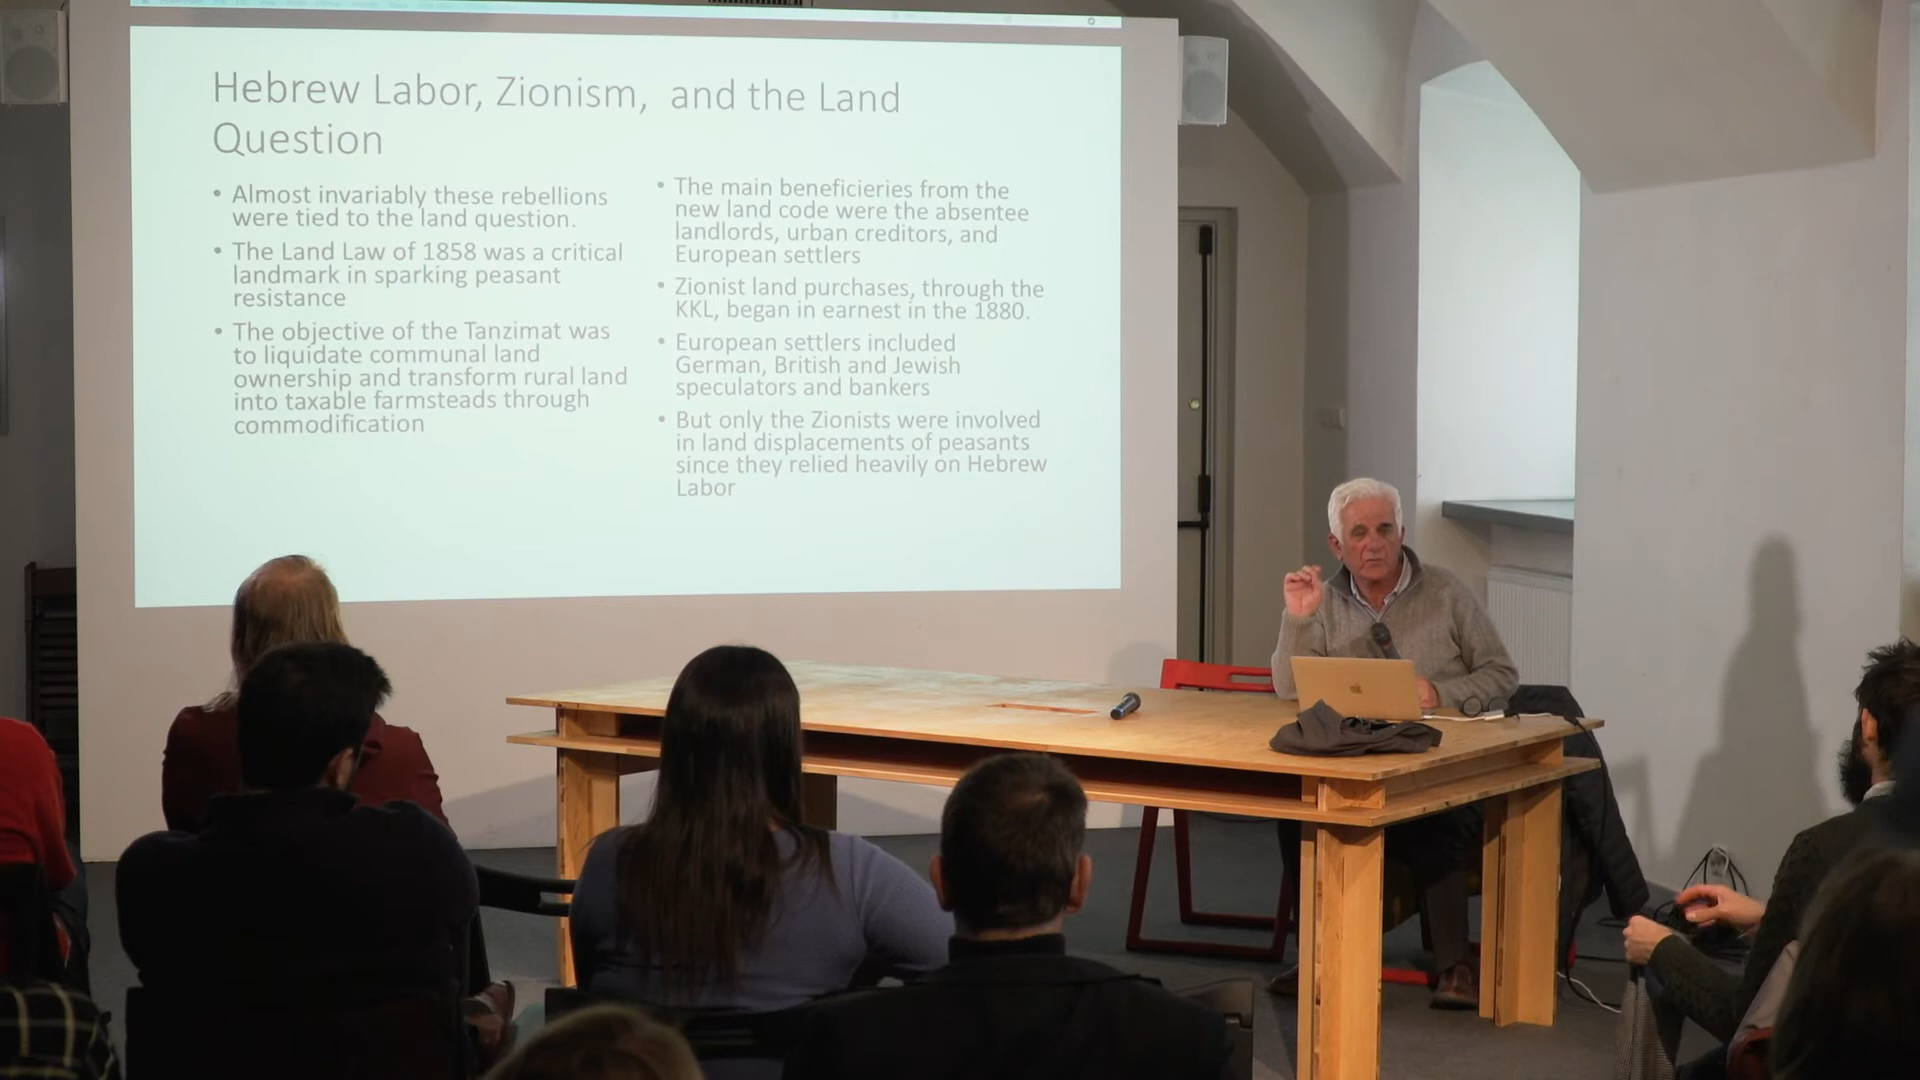 Hebrew Labor, Zionism, and the Land
Question
• Almost invariably these rebellions
were tied to the land question.
• The Land Law of 1858 was a critical
landmark in sparking peasant
resistance
• The objective of the Tanzimat was
to liquidate communal land
ownership and transform rural land
into taxable farmsteads through
commodification
• The main beneficieries from the
new land code were the absentee
landlords, urban creditors, and
European settlers
• Zionist land purchases, through the
KKL, began in earnest in the 1880.
• European settlers included
German, British and Jewish
speculators and bankers
• But only the Zionists were involved
in land displacements of peasants
since they relied heavily on Hebrew
Labor